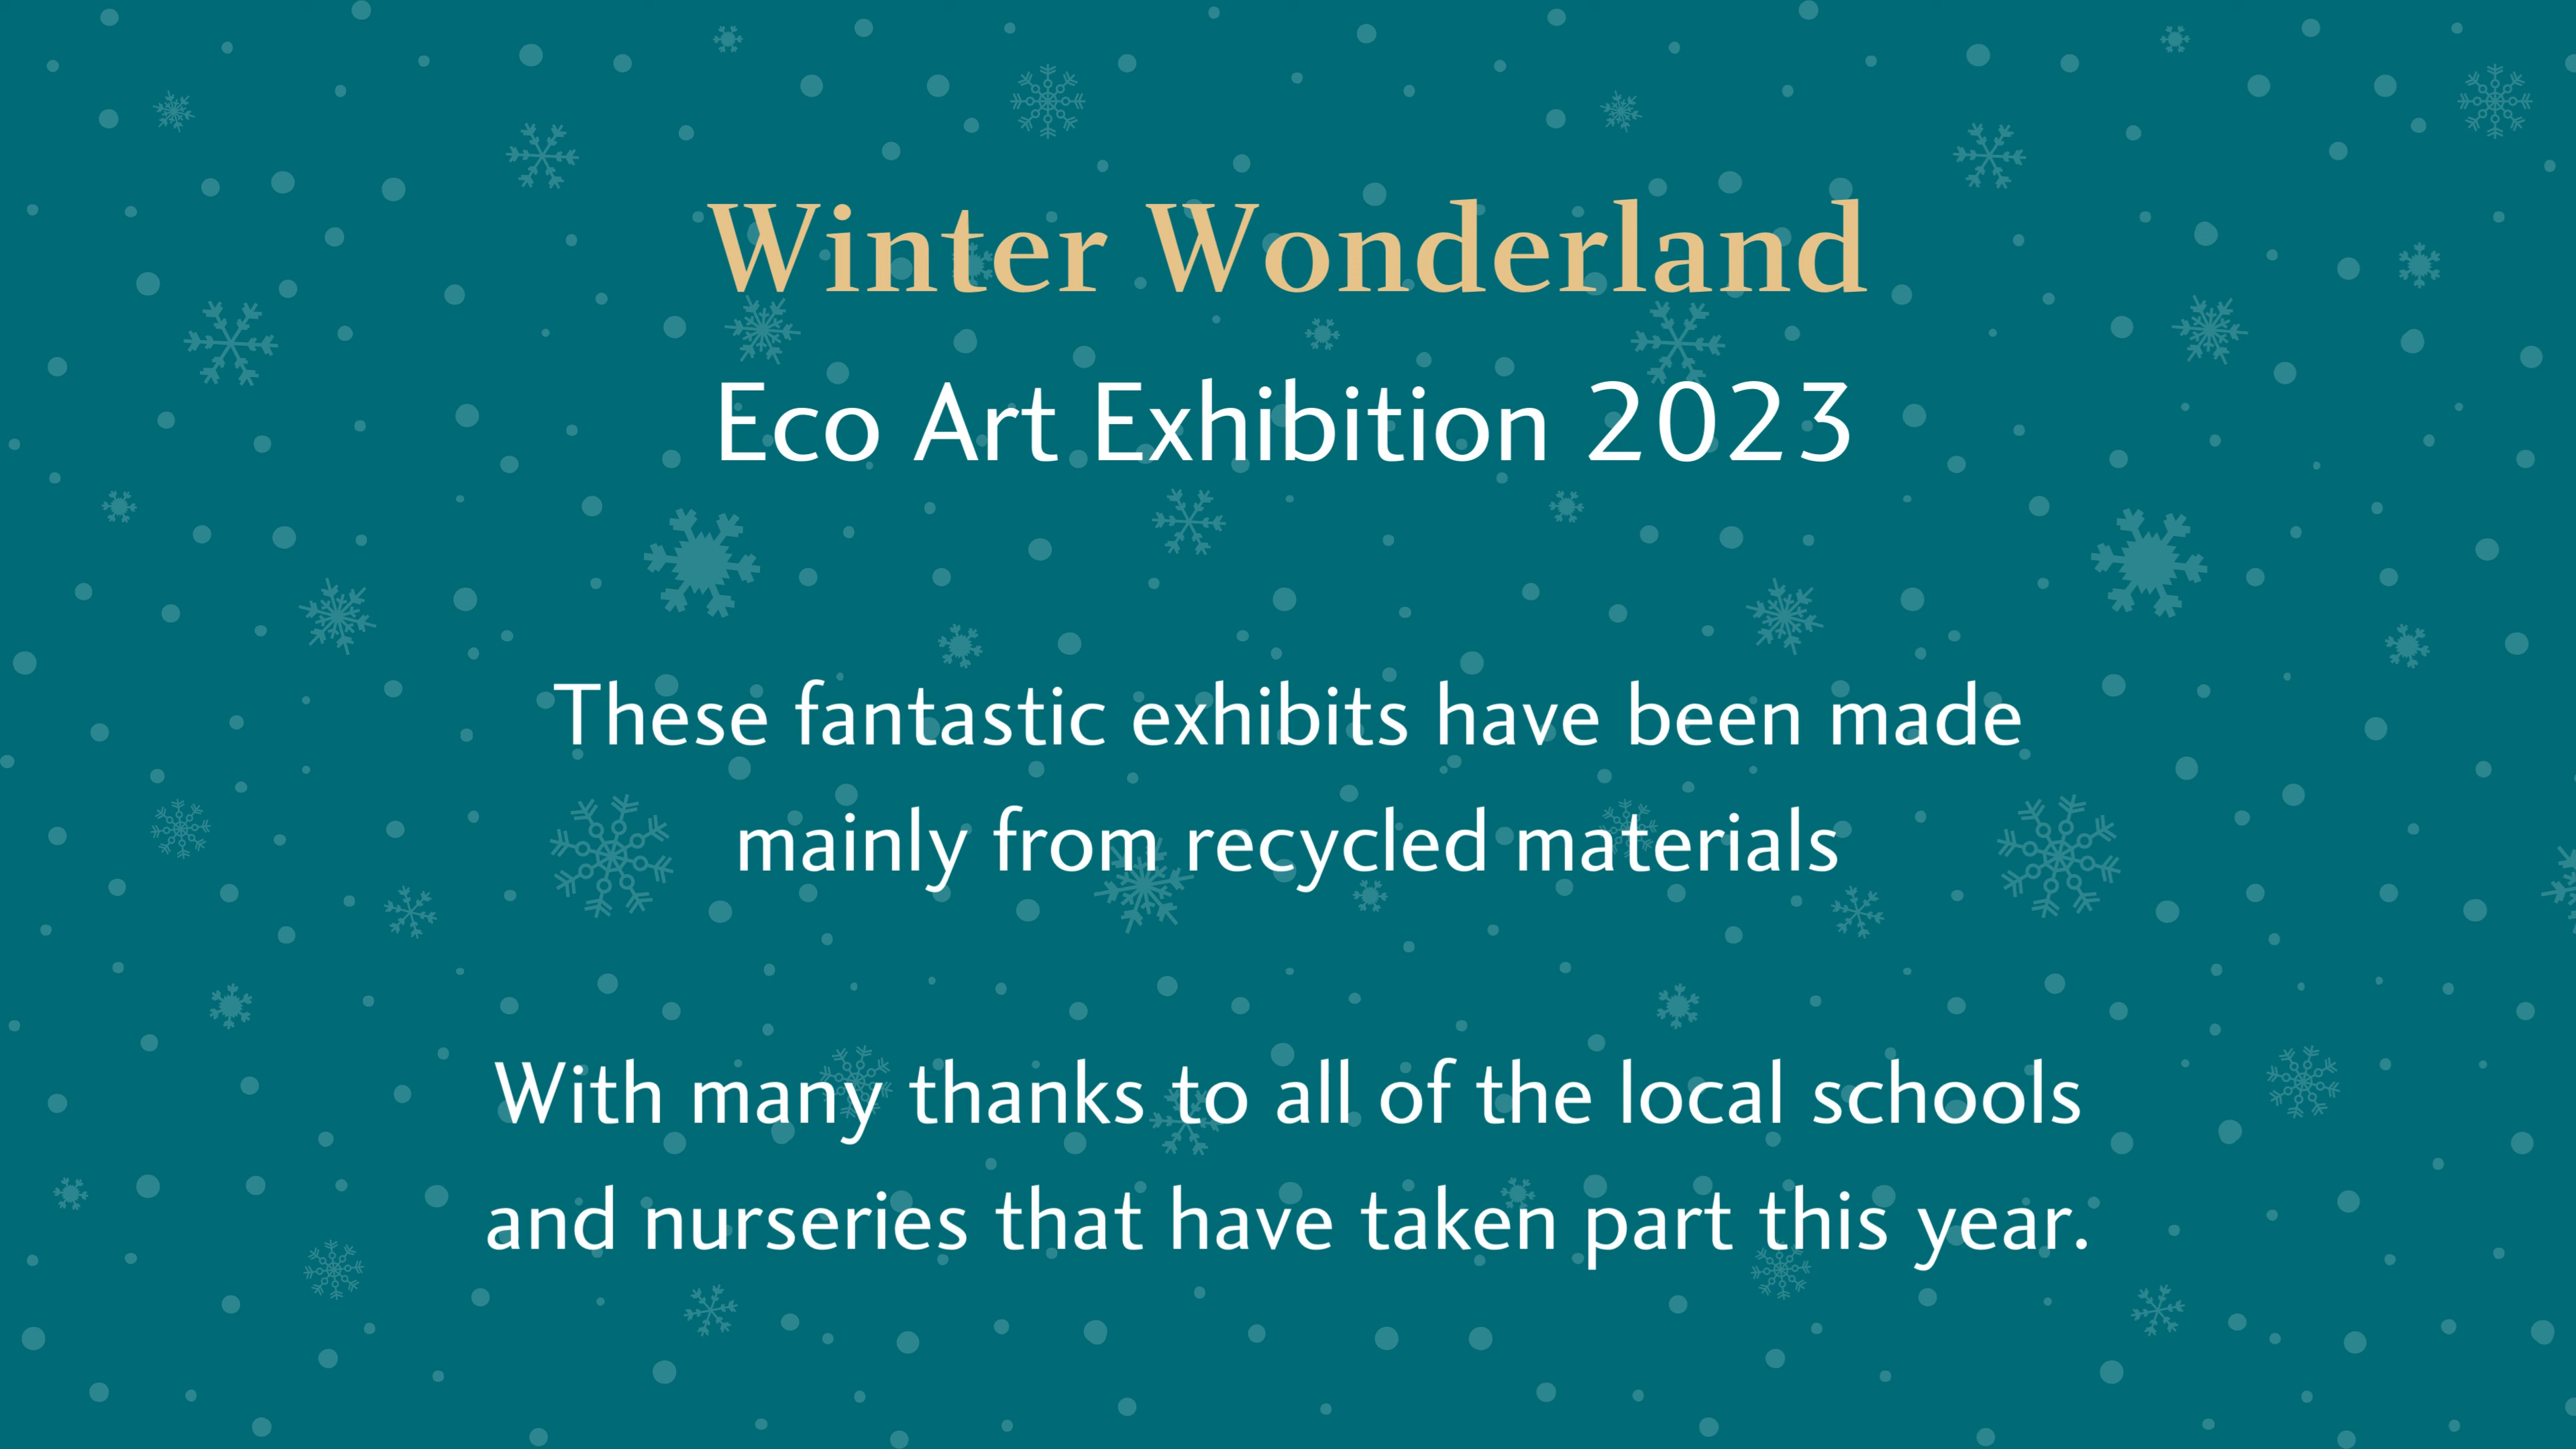 Winter Wonderland
Eco Art Exhibition 2023
These fantastic exhibits have been made
mainly from recycled materials
With many thanks to all of the local schools
and nurseries that have taken part this year.